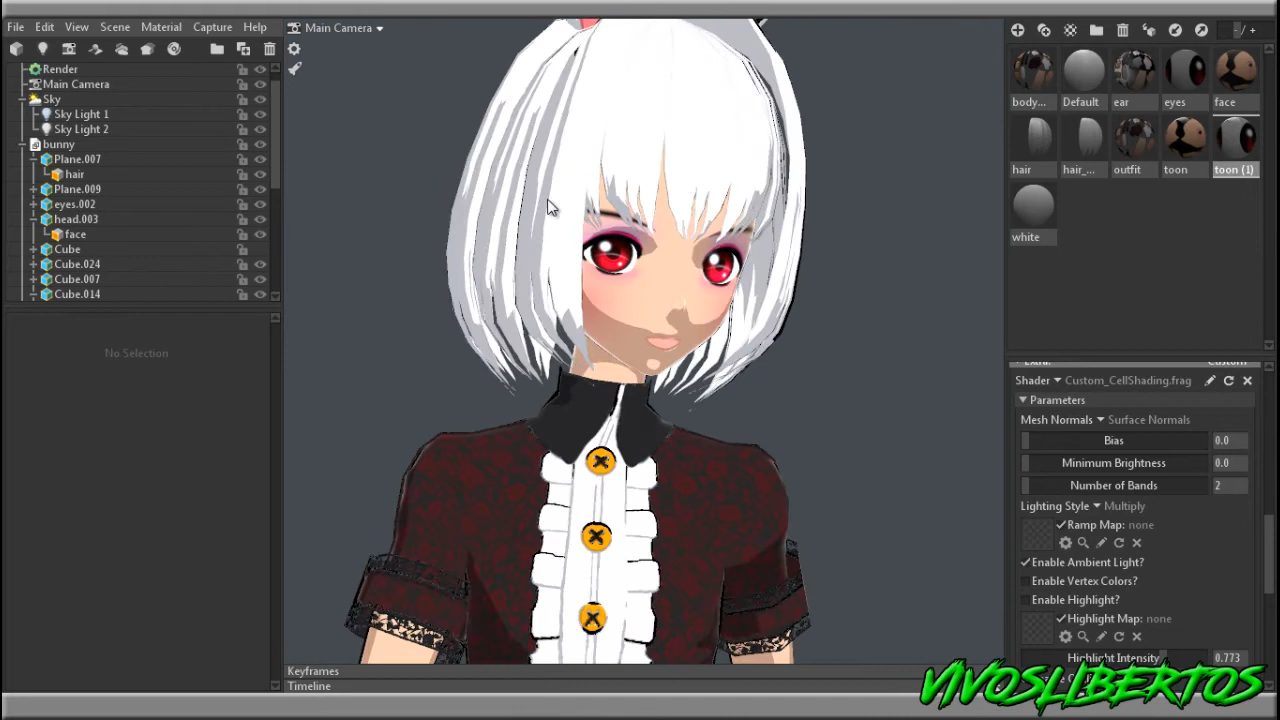 File Edit View Scene Material Capture Help
Main Camera
Render
Main Camera
Sky
Sky Light 1
Sky Light 2
bunny
Plane.007
hair
Plane.009
eyes.002
head.003
face
Cube
Cube.024
Cube.007
Cube.014
No Selection
Keyframes
Timeline
/ +
body... Default ear eyes face
hair hair_... outfit toon toon (1)
white
Extra: Custom
Shader Custom_CellShading.frag
Parameters
Mesh Normals Surface Normals
Bias 0.0
Minimum Brightness 0.0
Number of Bands 2
Lighting Style Multiply
Ramp Map: none
Enable Ambient Light?
Enable Vertex Colors?
Enable Highlight?
Highlight Map: none
Highlight Intensity 0.773
VIVOSLIBERTOS